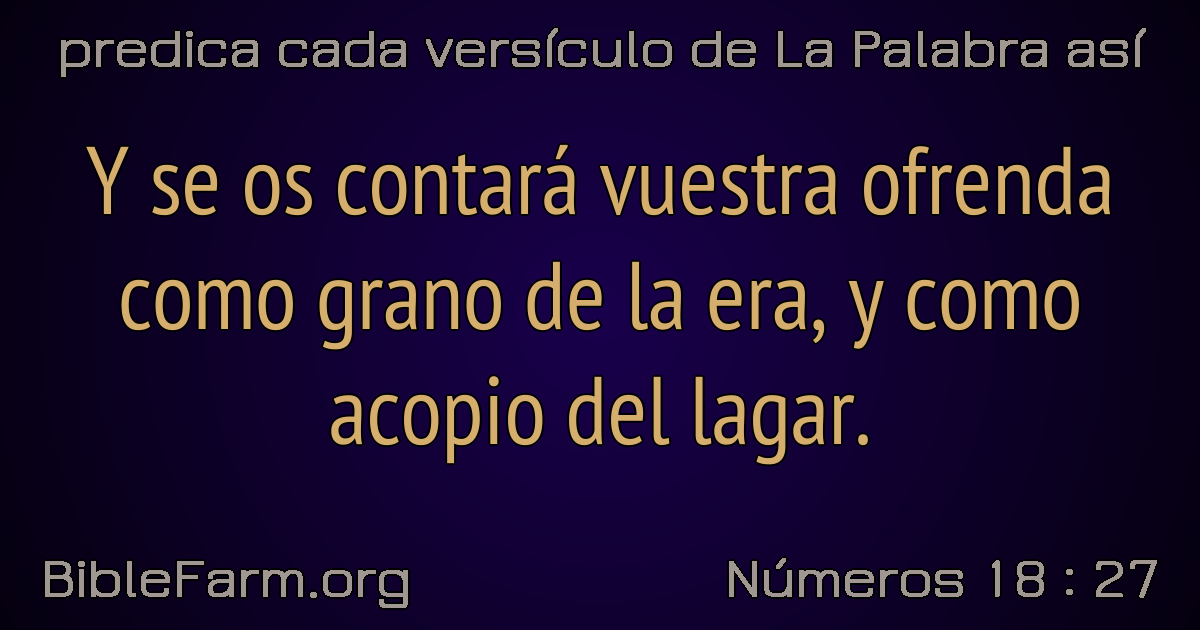 predica cada versículo de La Palabra así
Y se os contará vuestra ofrenda
como grano de la era, y como
acopio del lagar.
BibleFarm.org
Números 18 : 27